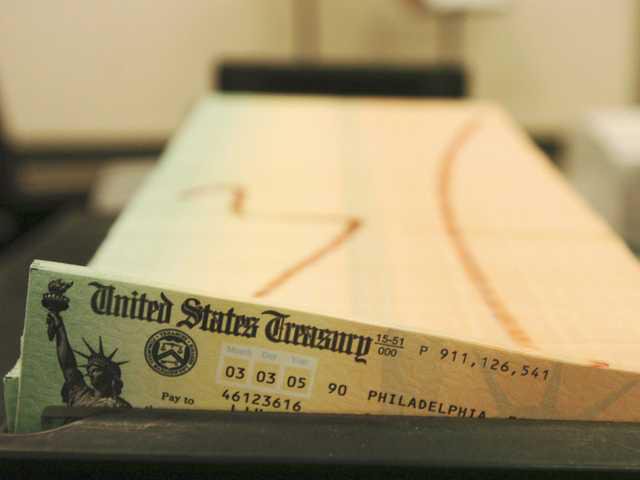 United States Treasury 15-51 000 P 911,126,541
Month Day Year
03 03 05 90 PHILADELPHIA,
Pay to 46123616